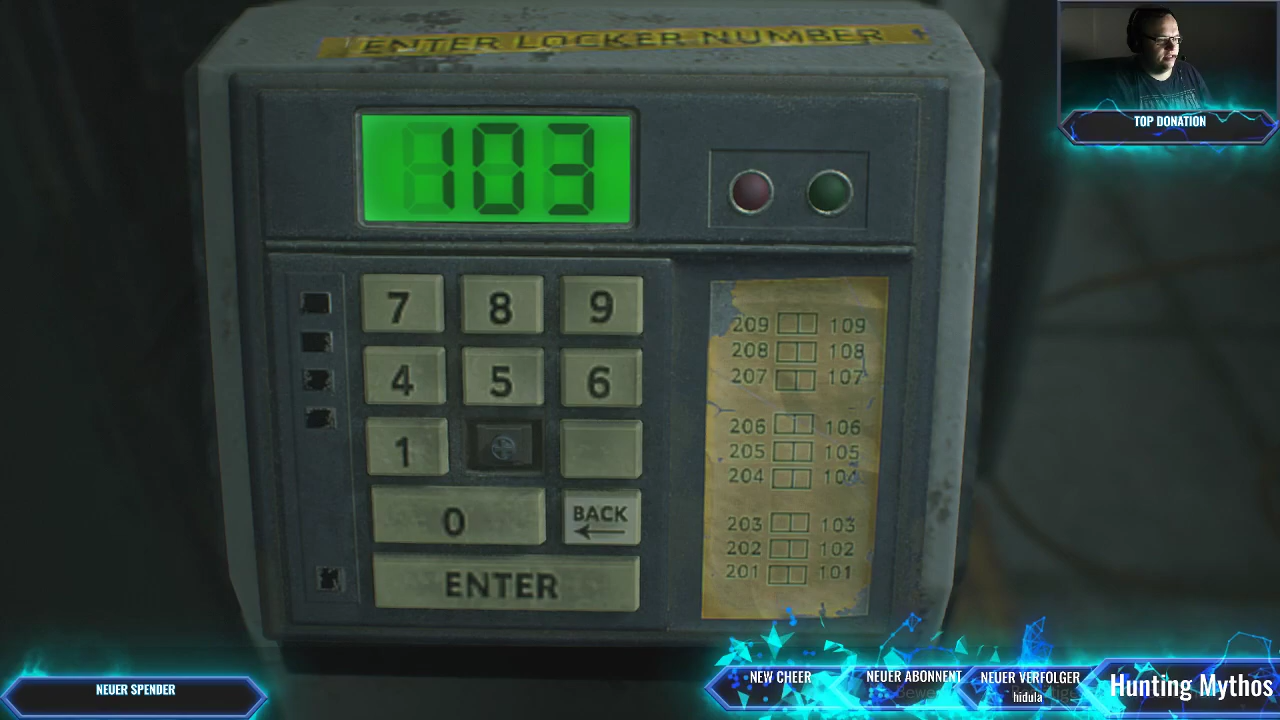 ENTER LOCKER NUMBER
103
TOP DONATION
7 8 9
4 5 6
1
0 BACK
ENTER
209 109
208 108
207 107
206 106
205 105
204 104
203 103
202 102
201 101
NEUER SPENDER
NEW CHEER
NEUER ABONNENT
NEUER VERFOLGER
hidula
Hunting Mythos